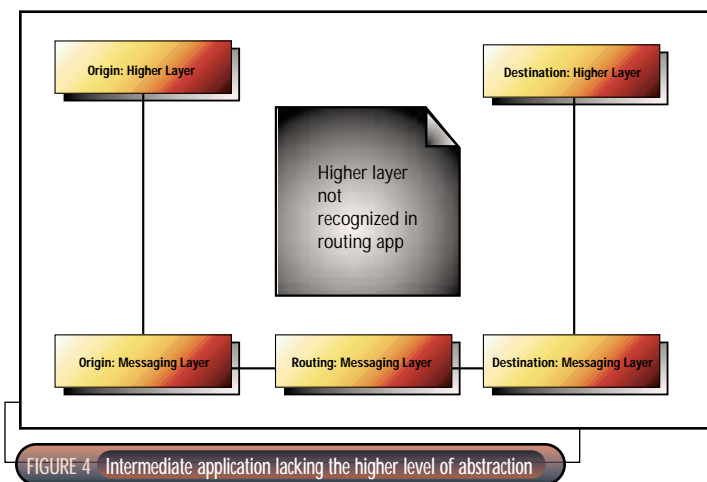 Origin: Higher Layer
Destination: Higher Layer
Higher layer
not
recognized in
routing app
Origin: Messaging Layer
Routing: Messaging Layer
Destination: Messaging Layer
FIGURE 4 Intermediate application lacking the higher level of abstraction